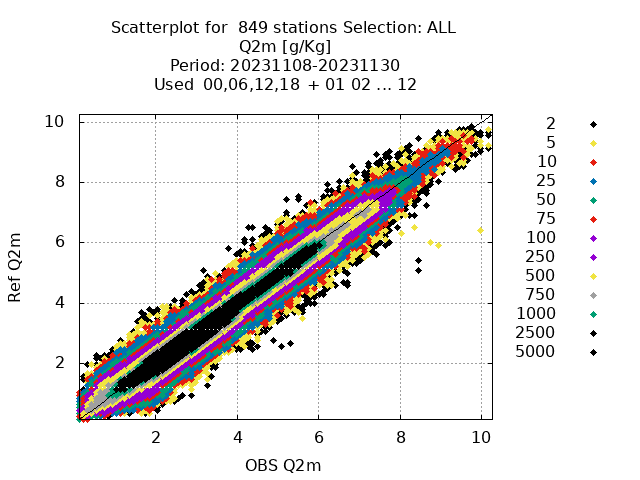 Scatterplot for  849 stations Selection: ALL
Q2m [g/Kg]
Period: 20231108-20231130
Used  00,06,12,18 + 01 02 ... 12
10
8
6
4
2
Ref Q2m
2 4 6 8 10
OBS Q2m
2
5
10
25
50
75
100
250
500
750
1000
2500
5000